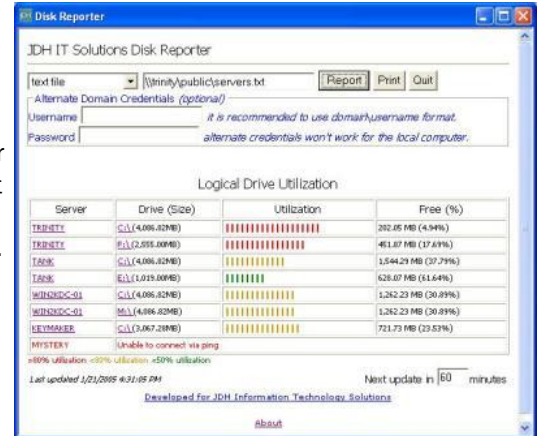 Disk Reporter
JDH IT Solutions Disk Reporter
text file \\trinity\public\servers.txt Report Print Quit
Alternate Domain Credentials (optional)
Username it is recommended to use domain\username format.
Password alternate credentials won't work for the local computer.
Logical Drive Utilization
Server Drive (Size) Utilization Free (%)
TRINITY C:\ (4,086.82MB) 202.05 MB (4.94%)
TRINITY F:\ (2,555.00MB) 451.87 MB (17.69%)
TANK C:\ (4,086.82MB) 1,544.29 MB (37.79%)
TANK E:\ (1,019.00MB) 628.07 MB (61.64%)
WIN2KDC-01 C:\ (4,086.82MB) 1,262.23 MB (30.89%)
WIN2KDC-01 M:\ (4,086.82MB) 1,262.23 MB (30.89%)
KEYMAKER C:\ (3,067.28MB) 721.73 MB (23.53%)
MYSTERY Unable to connect via ping
>80% utilization <80% utilization <50% utilization
Last updated 1/21/2005 4:31:05 PM Next update in 60 minutes
Developed for JDH Information Technology Solutions
About